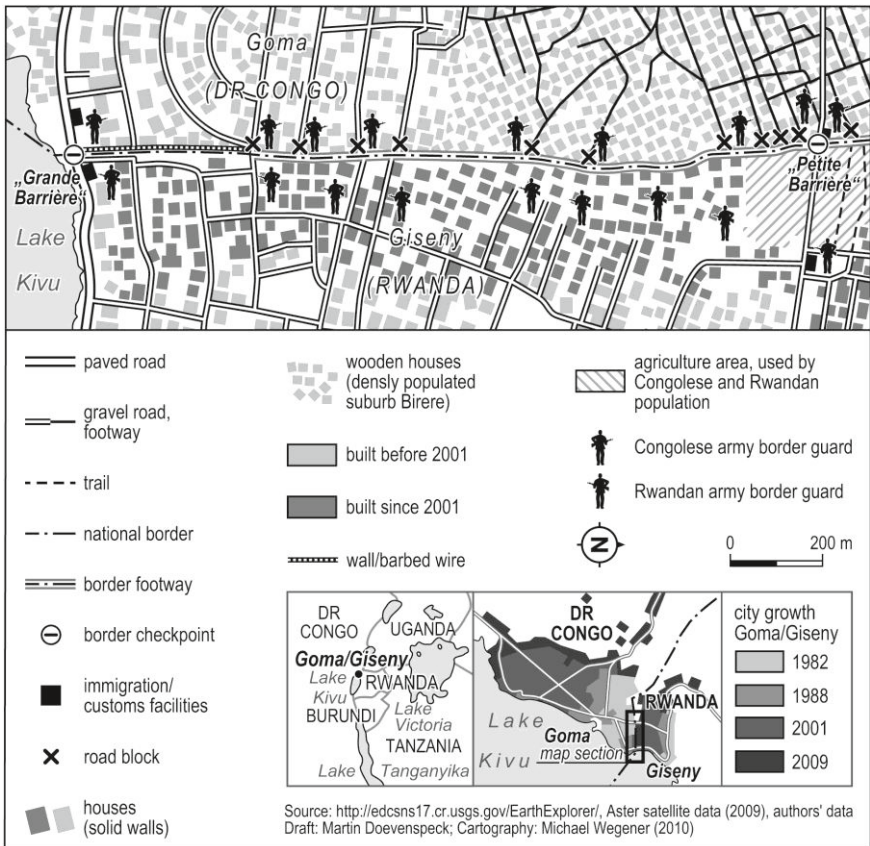 Goma
(DR CONGO)
„Grande
Barrière“
„Petite
Barrière“
Lake
Kivu
Giseny
(RWANDA)
paved road
gravel road,
footway
trail
national border
border footway
border checkpoint
immigration/
customs facilities
road block
houses
(solid walls)
wooden houses
(densly populated
suburb Birere)
built before 2001
built since 2001
wall/barbed wire
agriculture area, used by
Congolese and Rwandan
population
Congolese army border guard
Rwandan army border guard
N
0 200 m
DR
CONGO
UGANDA
Goma/Giseny
Lake
Kivu
RWANDA
BURUNDI
Lake
Victoria
TANZANIA
Lake Tanganyika
DR
CONGO
RWANDA
Lake
Kivu
Goma
map section
Giseny
city growth
Goma/Giseny
1982
1988
2001
2009
Source: http://edcsns17.cr.usgs.gov/EarthExplorer/, Aster satellite data (2009), authors' data
Draft: Martin Doevenspeck; Cartography: Michael Wegener (2010)